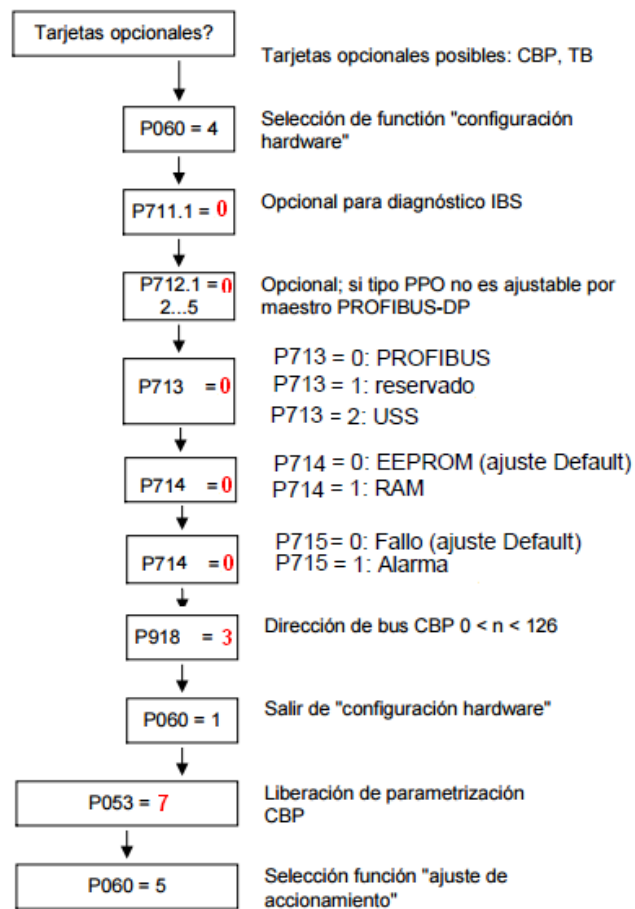 Tarjetas opcionales?
Tarjetas opcionales posibles: CBP, TB
P060 = 4
Selección de functión "configuración
hardware"
P711.1 = 0
Opcional para diagnóstico IBS
P712.1= 0
2...5
Opcional; si tipo PPO no es ajustable por
maestro PROFIBUS-DP
P713 = 0
P713 = 0: PROFIBUS
P713 = 1: reservado
P713 = 2: USS
P714 = 0
P714 = 0: EEPROM (ajuste Default)
P714 = 1: RAM
P714 = 0
P715= 0: Fallo (ajuste Default)
P715 = 1: Alarma
P918 = 3
Dirección de bus CBP 0 < n < 126
P060 = 1
Salir de "configuración hardware"
P053 = 7
Liberación de parametrización
CBP
P060 = 5
Selección función "ajuste de
accionamiento"